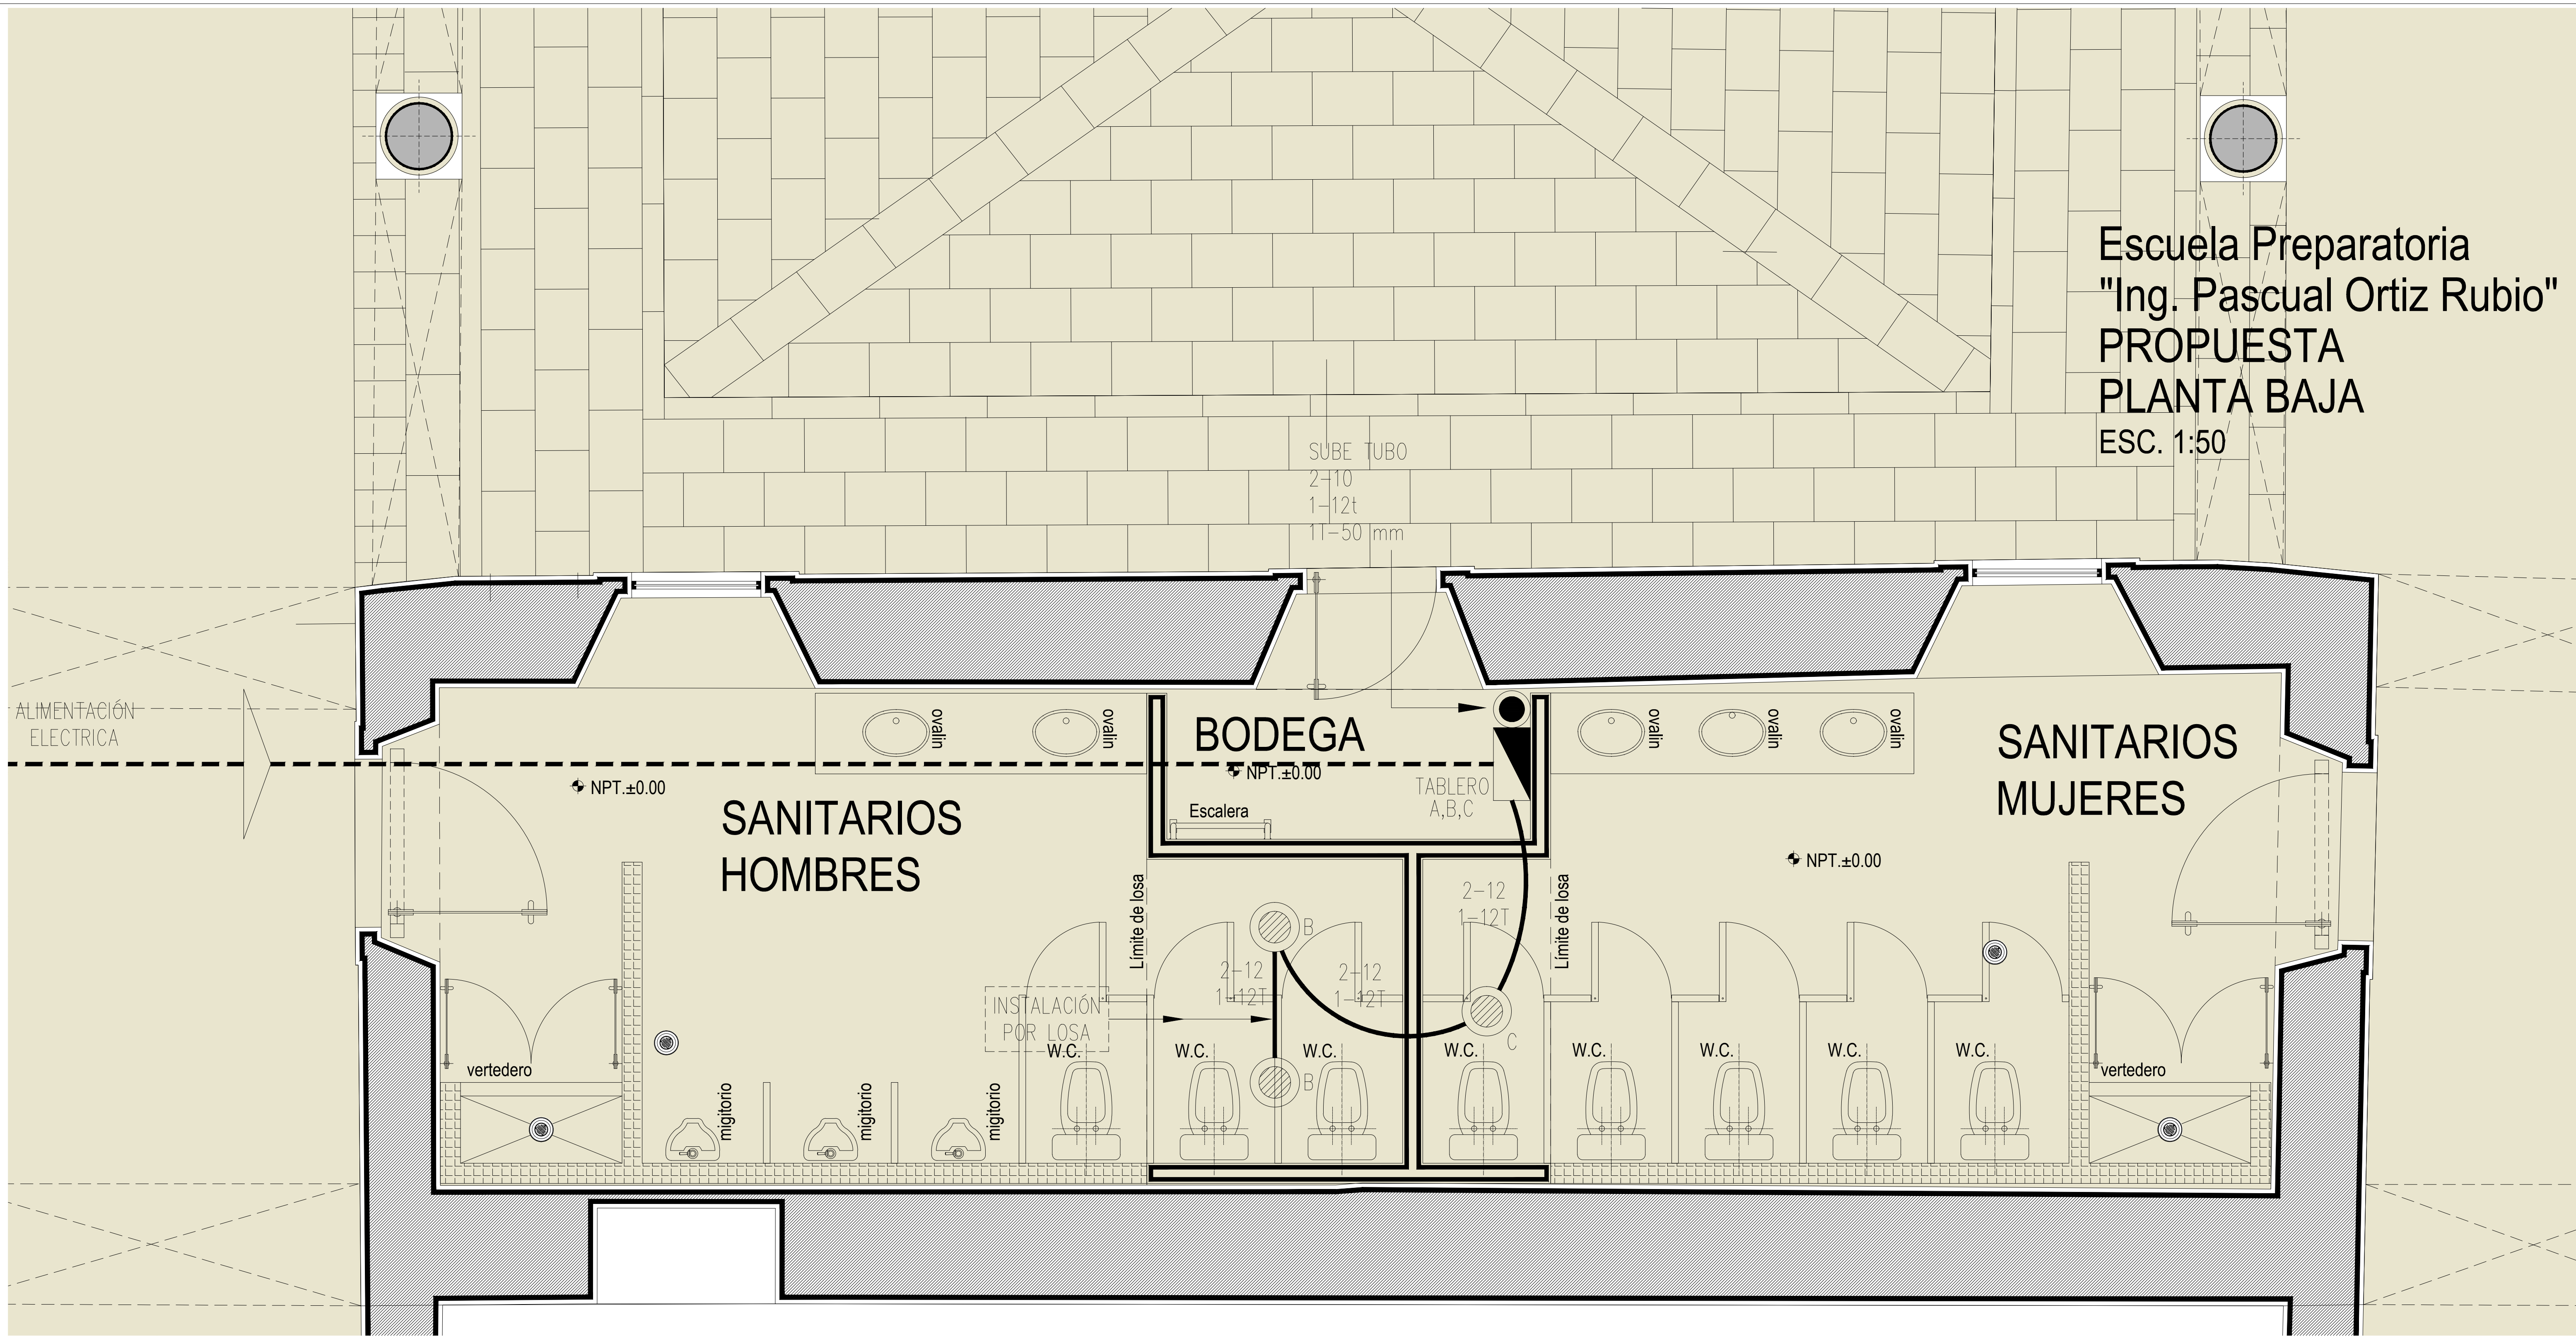 Escuela Preparatoria
"Ing. Pascual Ortiz Rubio"
PROPUESTA
PLANTA BAJA
ESC. 1:50
SUBE TUBO
2-10
1-12t
1T-50 mm
ALIMENTACIÓN
ELECTRICA
ovalin
ovalin
BODEGA
NPT.±0.00
TABLERO
A,B,C
Escalera
ovalin
ovalin
ovalin
SANITARIOS
MUJERES
NPT.±0.00
SANITARIOS
HOMBRES
NPT.±0.00
Límite de losa
Límite de losa
2-12
1-12T
B
2-12
1-12T
2-12
1-12T
INSTALACIÓN
POR LOSA
C
B
W.C.
W.C.
W.C.
W.C.
W.C.
W.C.
W.C.
W.C.
vertedero
vertedero
migitorio
migitorio
migitorio